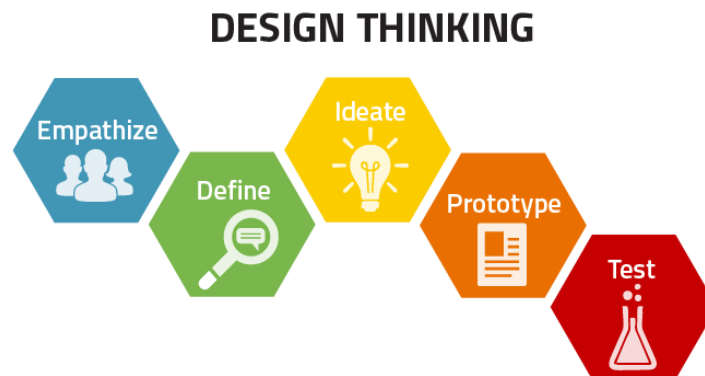 DESIGN THINKING
Empathize
Define
Ideate
Prototype
Test